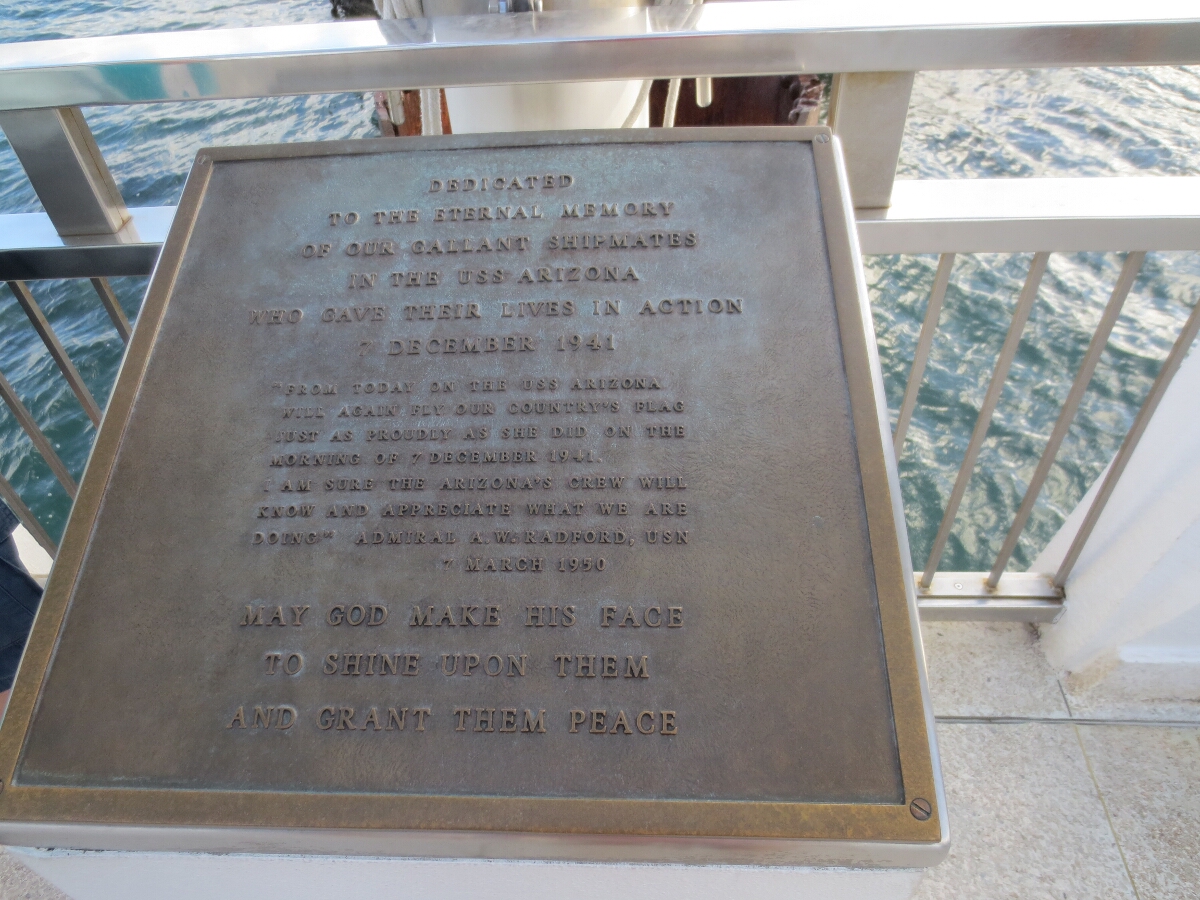 DEDICATED
TO THE ETERNAL MEMORY
OF OUR GALLANT SHIPMATES
IN THE USS ARIZONA
WHO GAVE THEIR LIVES IN ACTION
7 DECEMBER 1941
"FROM TODAY ON THE USS ARIZONA
WILL AGAIN FLY OUR COUNTRY'S FLAG
JUST AS PROUDLY AS SHE DID ON THE
MORNING OF 7 DECEMBER 1941.
I AM SURE THE ARIZONA'S CREW WILL
KNOW AND APPRECIATE WHAT WE ARE
DOING" ADMIRAL A.W. RADFORD, USN
7 MARCH 1950
MAY GOD MAKE HIS FACE
TO SHINE UPON THEM
AND GRANT THEM PEACE